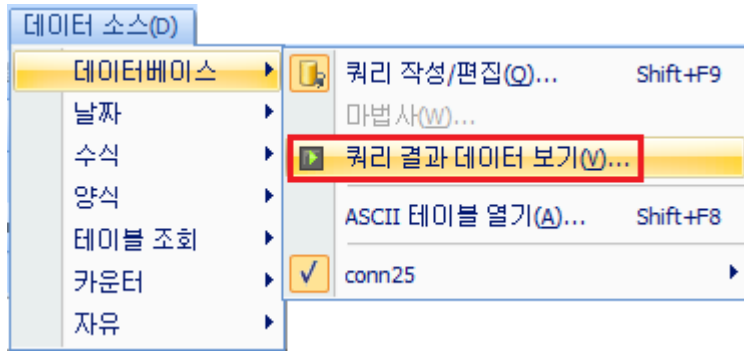 데이터 소스(D)
데이터베이스
날짜
수식
양식
테이블 조회
카운터
자유
쿼리 작성/편집(Q)... Shift+F9
마법사(W)...
쿼리 결과 데이터 보기(V)...
ASCII 테이블 열기(A)... Shift+F8
conn25